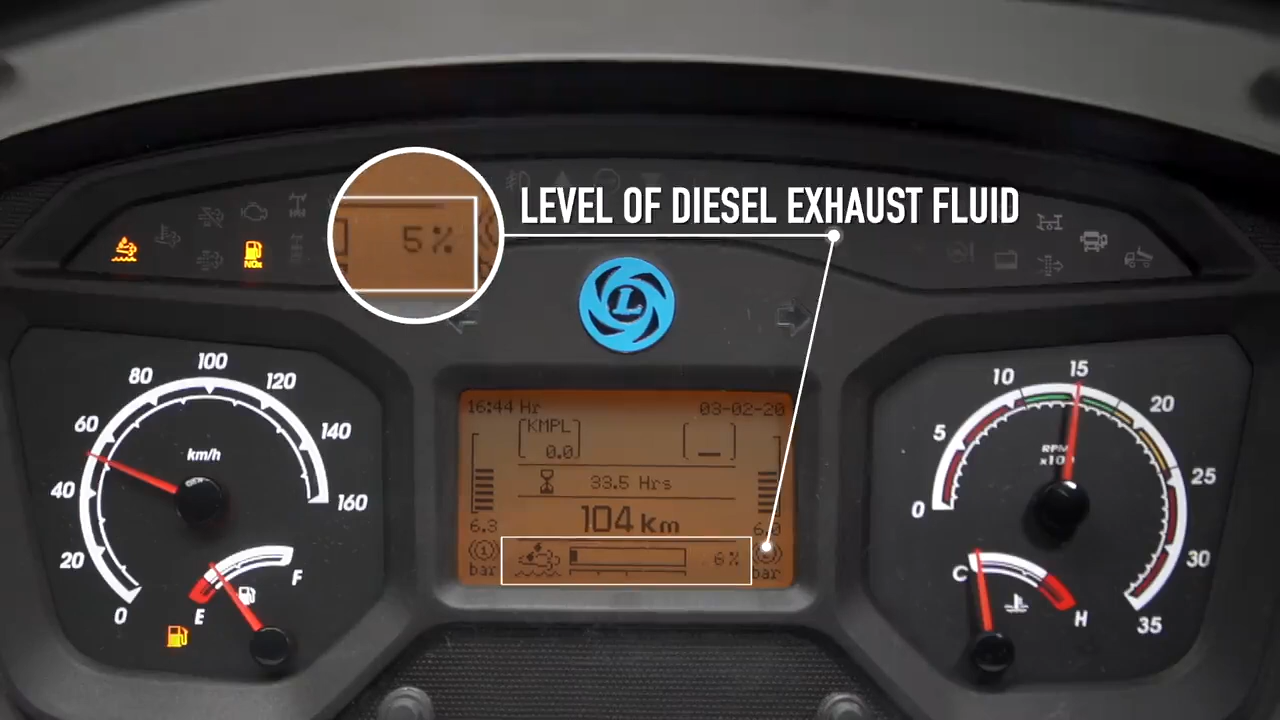 LEVEL OF DIESEL EXHAUST FLUID
5%
NOx
L
80 100 120
60 140
km/h
40 160
20
0
E F
16:44 Hr 03-02-20
KMPL
0.0
33.5 Hrs
104 km
6.3
bar
6%
bar
10 15 20
5 25
RPM
0 30
35
C H